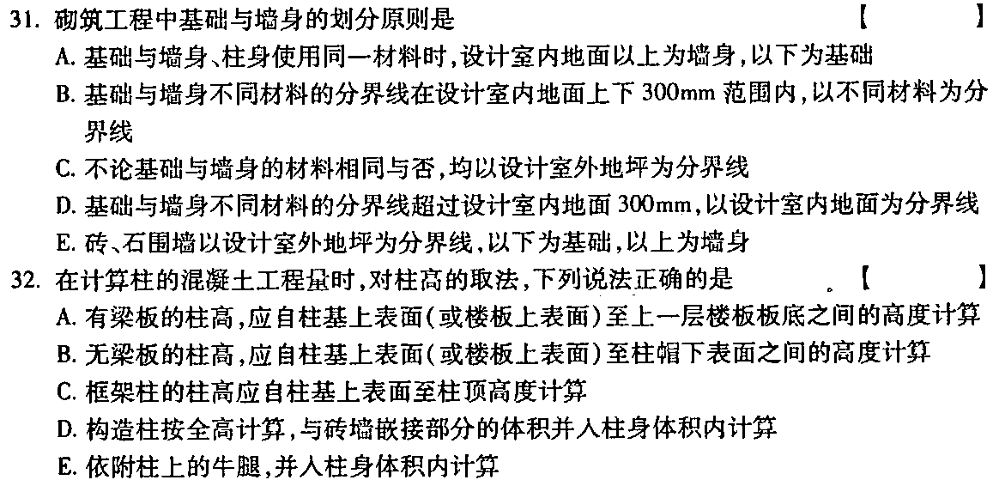 31. 砌筑工程中基础与墙身的划分原则是 【 】
A. 基础与墙身、柱身使用同一材料时,设计室内地面以上为墙身,以下为基础
B. 基础与墙身不同材料的分界线在设计室内地面上下 300mm 范围内,以不同材料为分
界线
C. 不论基础与墙身的材料相同与否,均以设计室外地坪为分界线
D. 基础与墙身不同材料的分界线超过设计室内地面 300mm,以设计室内地面为分界线
E. 砖、石围墙以设计室外地坪为分界线,以下为基础,以上为墙身
32. 在计算柱的混凝土工程量时,对柱高的取法,下列说法正确的是 【 】
A. 有梁板的柱高,应自柱基上表面(或楼板上表面)至上一层楼板板底之间的高度计算
B. 无梁板的柱高,应自柱基上表面(或楼板上表面)至柱帽下表面之间的高度计算
C. 框架柱的柱高应自柱基上表面至柱顶高度计算
D. 构造柱按全高计算,与砖墙嵌接部分的体积并入柱身体积内计算
E. 依附柱上的牛腿,并入柱身体积内计算